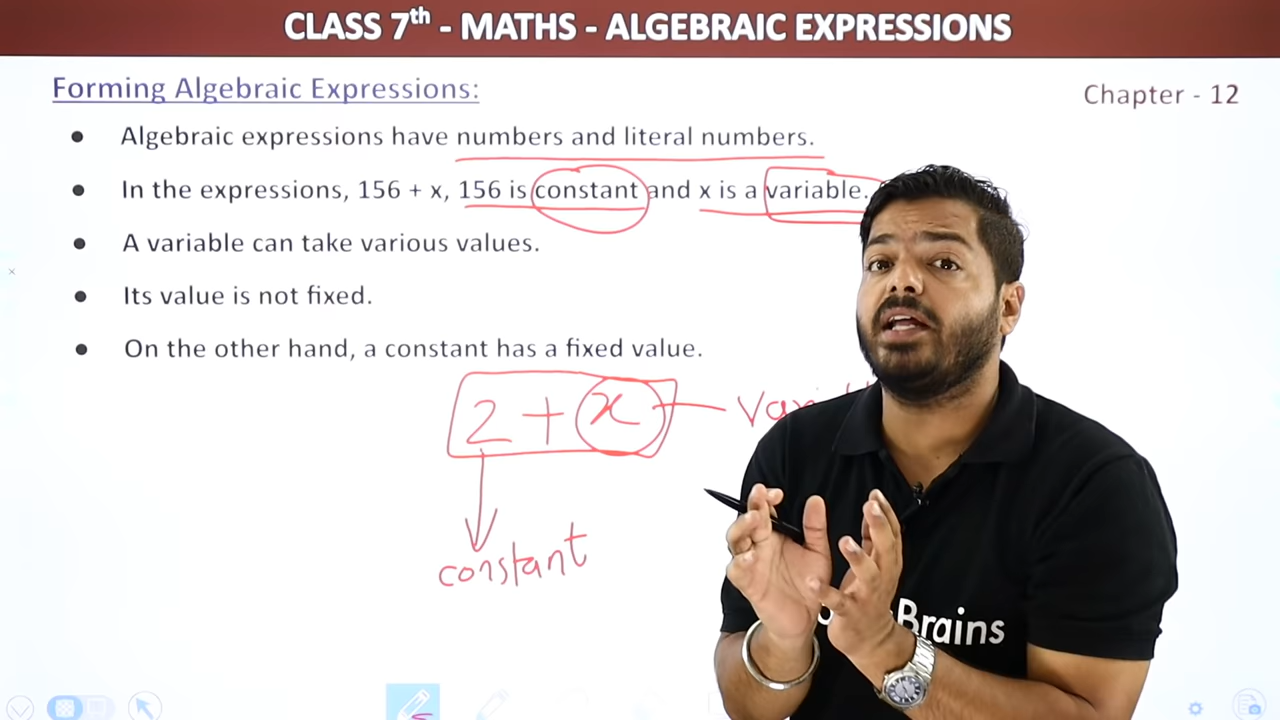 CLASS 7th - MATHS - ALGEBRAIC EXPRESSIONS
Forming Algebraic Expressions:
Chapter - 12
● Algebraic expressions have numbers and literal numbers.
● In the expressions, 156 + x, 156 is constant and x is a variable.
● A variable can take various values.
● Its value is not fixed.
● On the other hand, a constant has a fixed value.
2 + x
constant
Brains